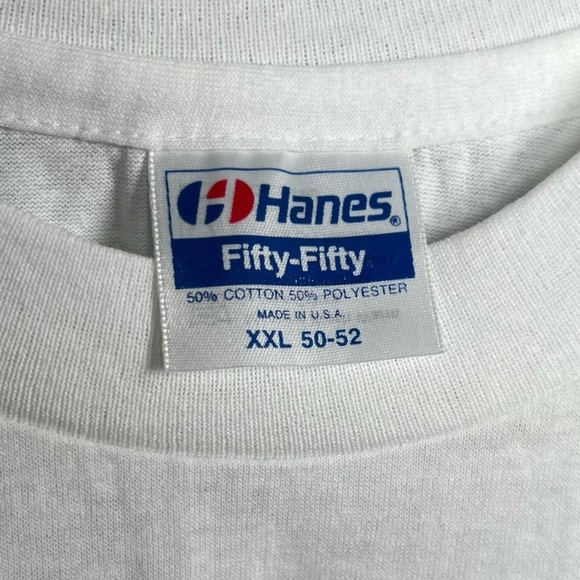 Hanes®
Fifty-Fifty
50% COTTON 50% POLYESTER
MADE IN U.S.A.
XXL 50-52